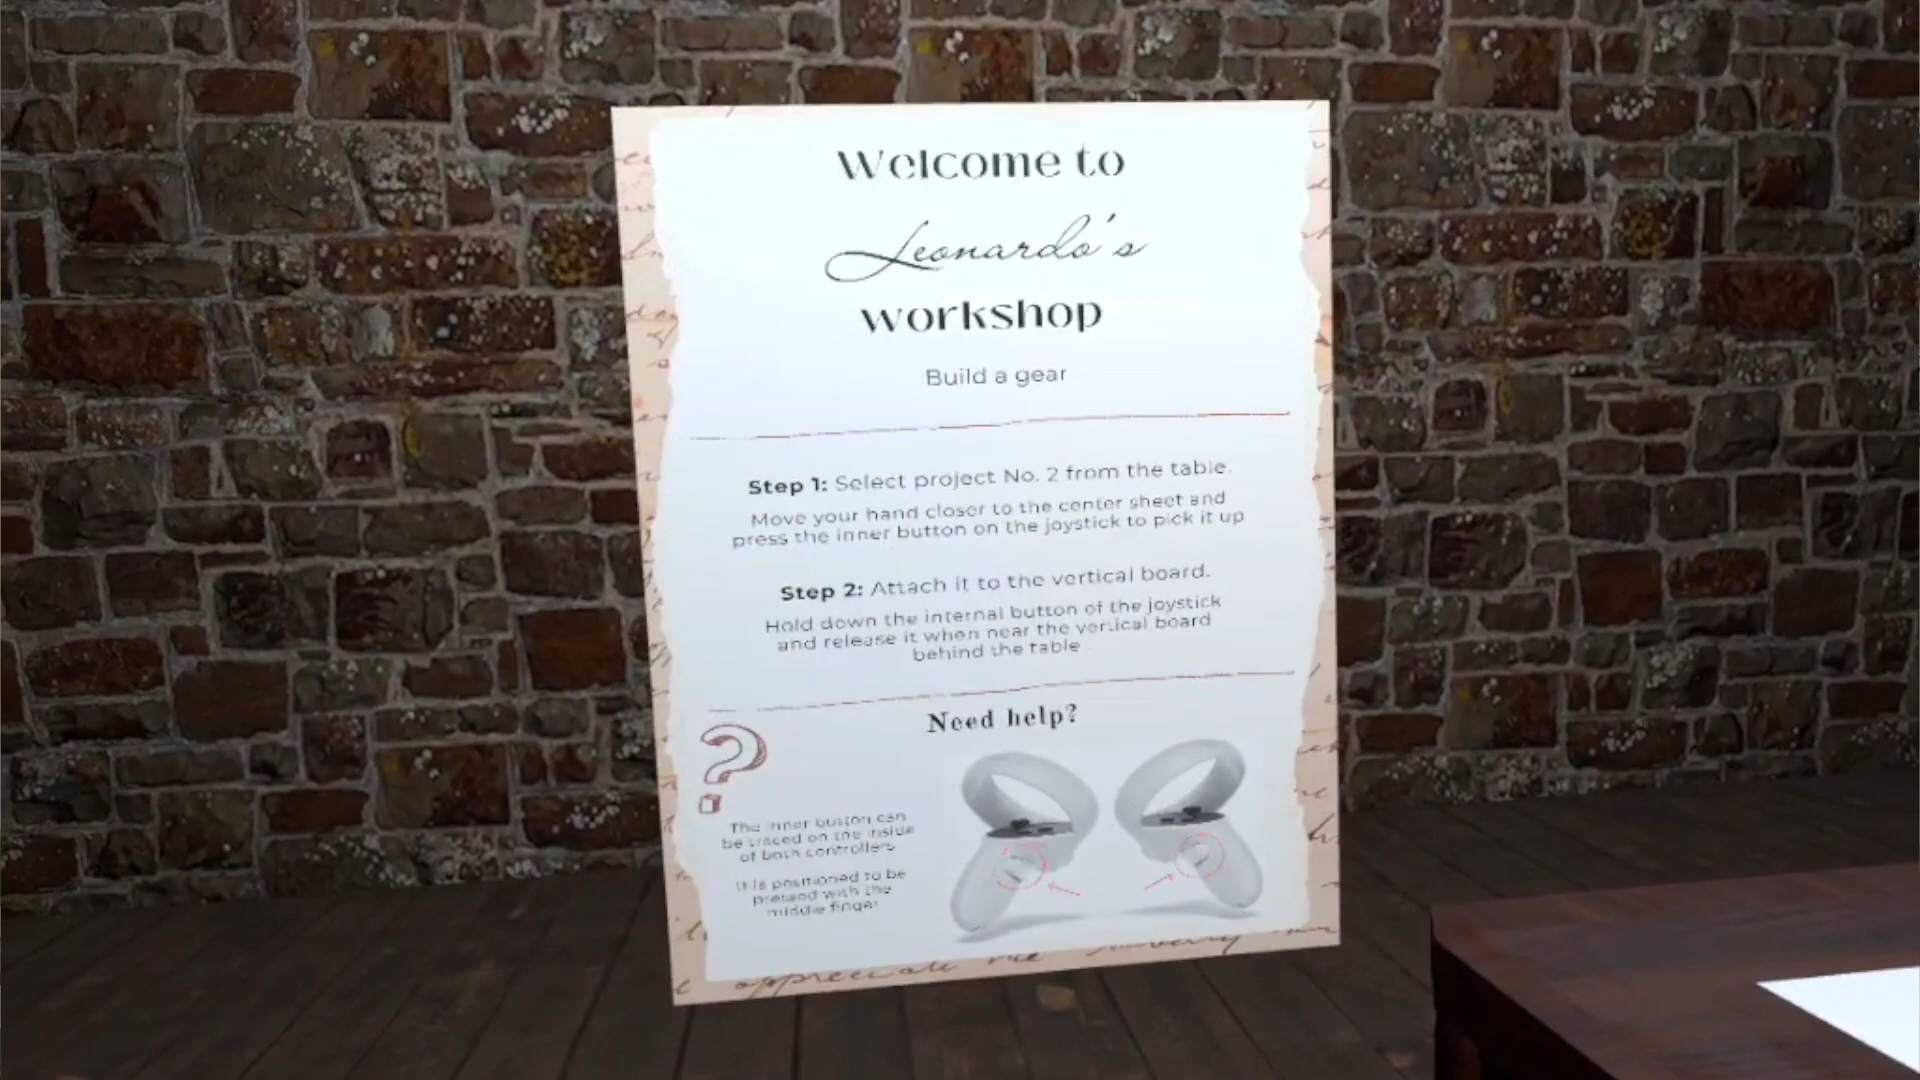 Welcome to
Leonardo's
workshop
Build a gear
Step 1: Select project No. 2 from the table.
Move your hand closer to the center sheet and
press the inner button on the joystick to pick it up
Step 2: Attach it to the vertical board.
Hold down the internal button of the joystick
and release it when near the vertical board
behind the table
Need help?
?
The inner button can
be traced on the inside
of both controllers
It is positioned to be
pressed with the
middle finger
appreciate the